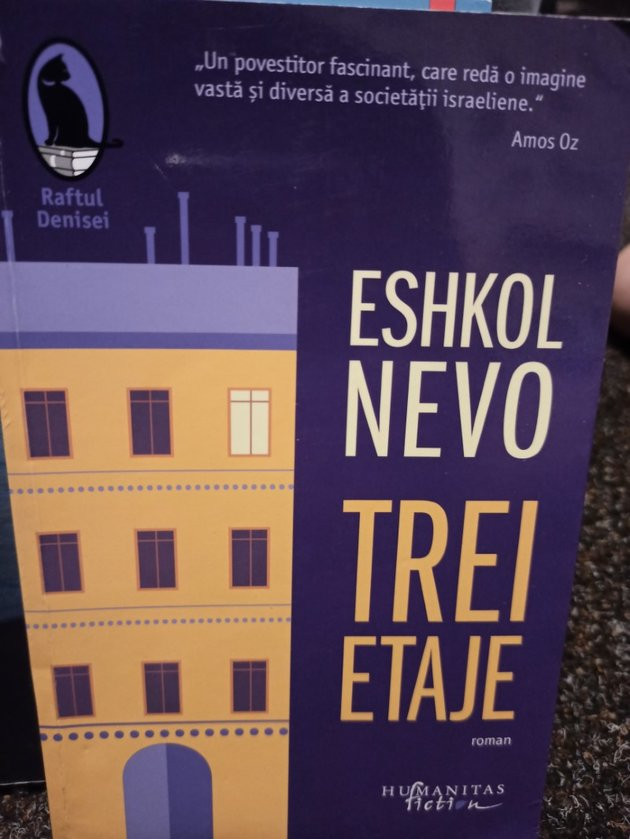 „Un povestitor fascinant, care redă o imagine
vastă și diversă a societății israeliene.“
Amos Oz
Raftul
Denisei
ESHKOL
NEVO
TREI
ETAJE
roman
HUMANITAS
fiction